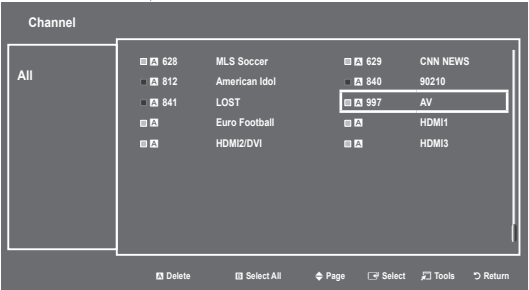 Channel
All
A 628 MLS Soccer A 629 CNN NEWS
A 812 American Idol A 840 90210
A 841 LOST A 997 AV
A Euro Football A HDMI1
A HDMI2/DVI A HDMI3
A Delete B Select All Page Select Tools Return